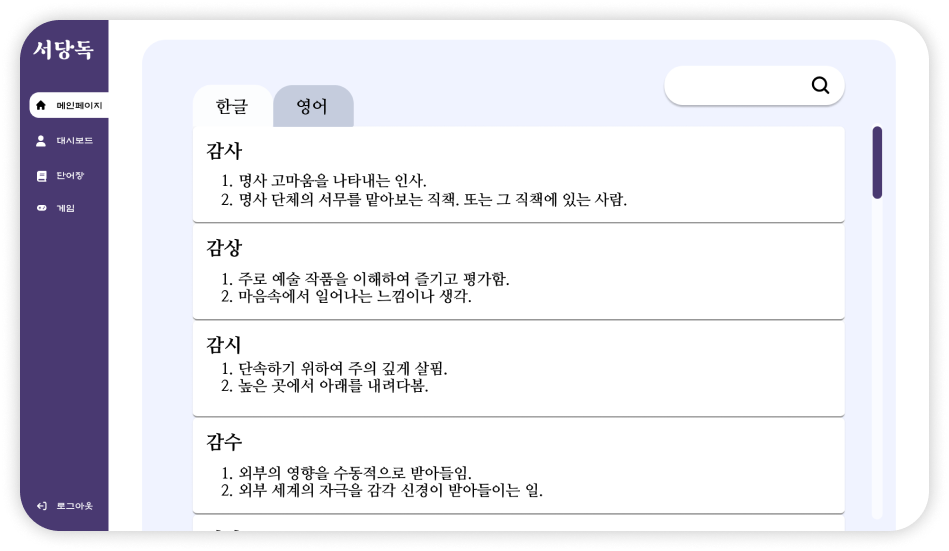 서당독
메인페이지
대시보드
단어장
게임
로그아웃
한글
영어
감사
1. 명사 고마움을 나타내는 인사.
2. 명사 단체의 서무를 맡아보는 직책. 또는 그 직책에 있는 사람.
감상
1. 주로 예술 작품을 이해하여 즐기고 평가함.
2. 마음속에서 일어나는 느낌이나 생각.
감시
1. 단속하기 위하여 주의 깊게 살핌.
2. 높은 곳에서 아래를 내려다봄.
감수
1. 외부의 영향을 수동적으로 받아들임.
2. 외부 세계의 자극을 감각 신경이 받아들이는 일.